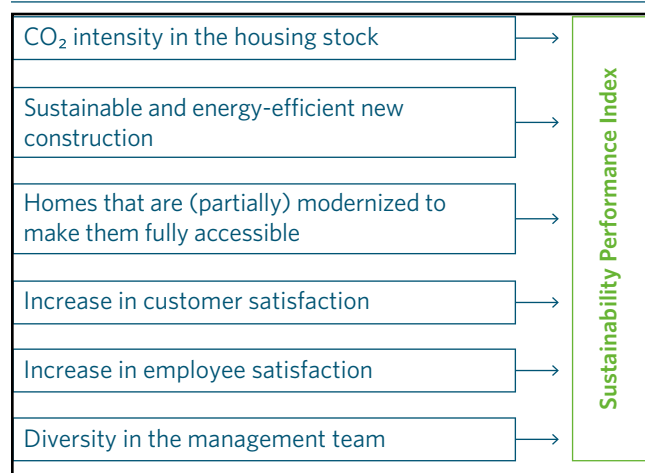 CO₂ intensity in the housing stock
Sustainable and energy-efficient new
construction
Homes that are (partially) modernized to
make them fully accessible
Increase in customer satisfaction
Increase in employee satisfaction
Diversity in the management team
Sustainability Performance Index